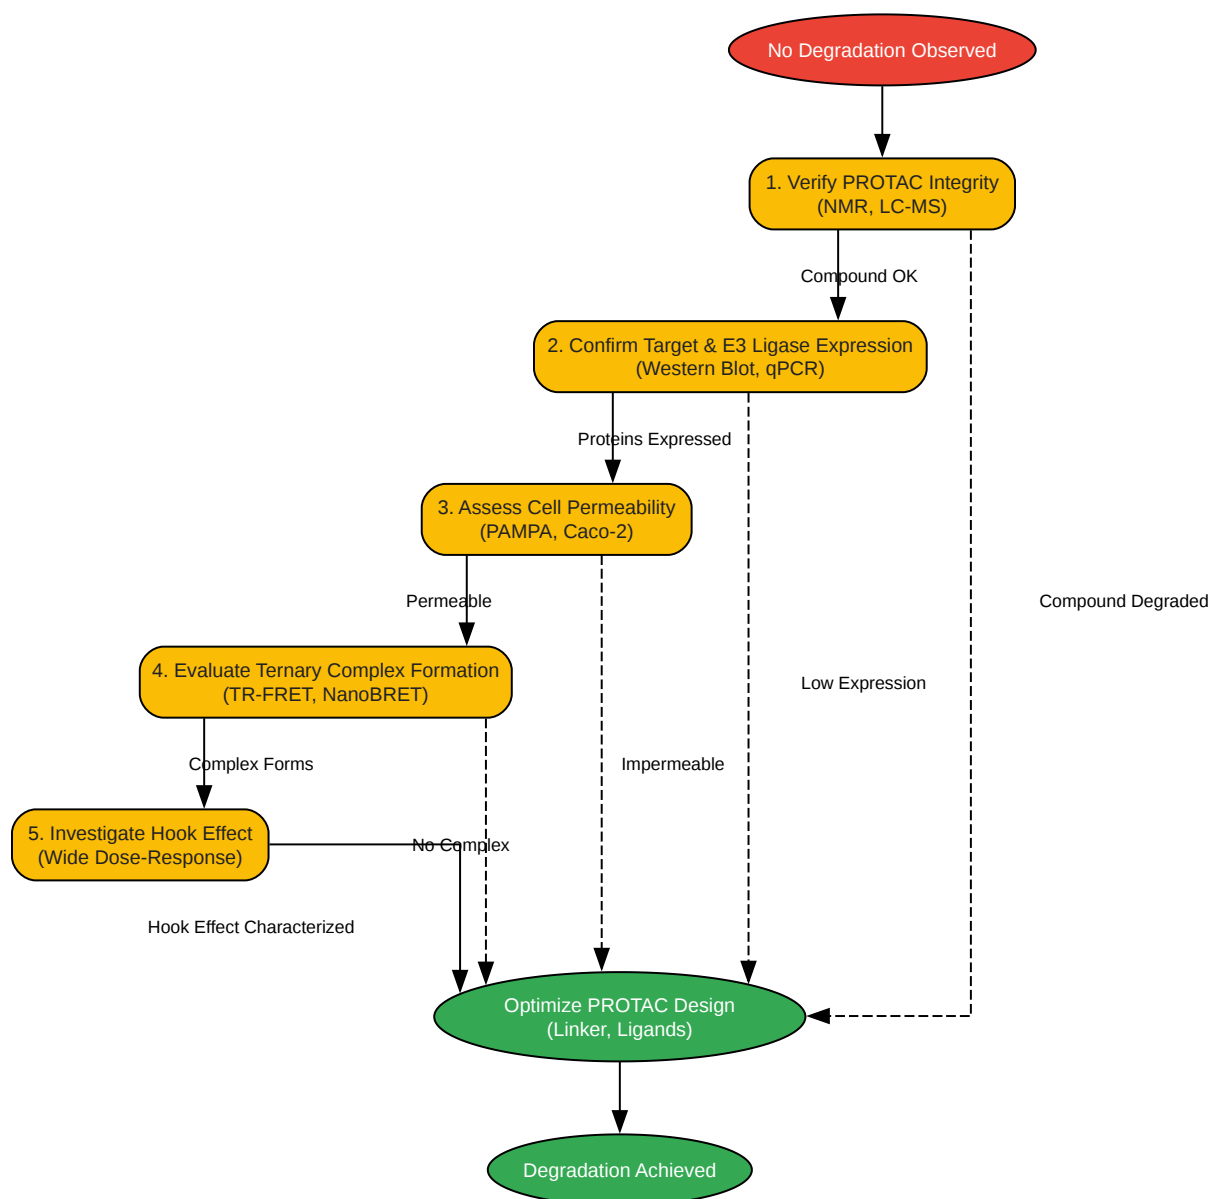 No Degradation Observed
1. Verify PROTAC Integrity
(NMR, LC-MS)
Compound OK
2. Confirm Target & E3 Ligase Expression
(Western Blot, qPCR)
Proteins Expressed
3. Assess Cell Permeability
(PAMPA, Caco-2)
Permeable
Compound Degraded
4. Evaluate Ternary Complex Formation
(TR-FRET, NanoBRET)
Low Expression
Complex Forms
Impermeable
5. Investigate Hook Effect
(Wide Dose-Response)
No Complex
Hook Effect Characterized
Optimize PROTAC Design
(Linker, Ligands)
Degradation Achieved